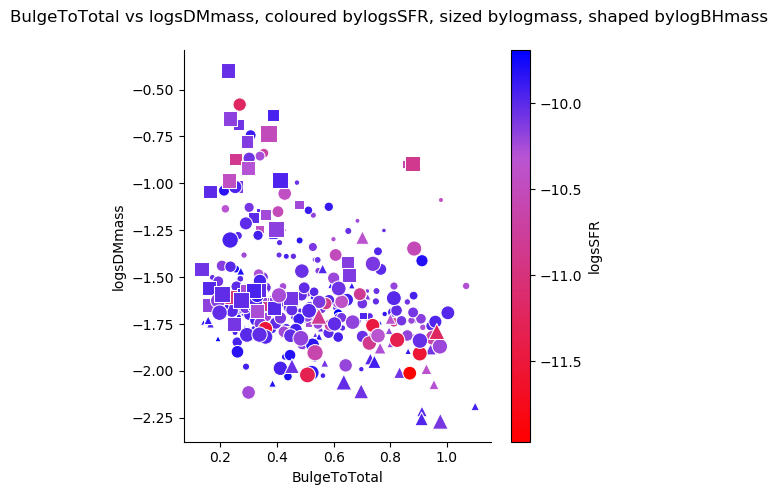 BulgeToTotal vs logsDMmass, coloured bylogsSFR, sized bylogmass, shaped bylogBHmass
−0.50
−0.75
−1.00
−1.25
−1.50
−1.75
−2.00
−2.25
logsDMmass
0.2 0.4 0.6 0.8 1.0
BulgeToTotal
−10.0
−10.5
−11.0
−11.5
logsSFR